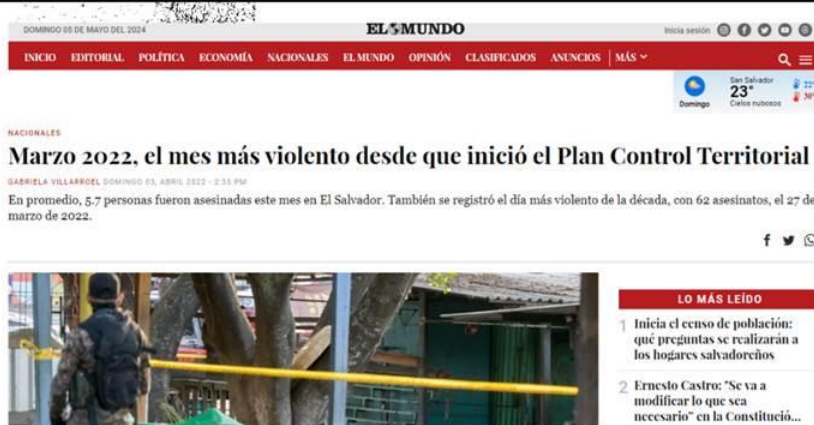 DOMINGO 05 DE MAYO DEL 2024
EL MUNDO
Inicia sesión
INICIO EDITORIAL POLÍTICA ECONOMÍA NACIONALES EL MUNDO OPINIÓN CLASIFICADOS ANUNCIOS MÁS
Domingo
San Salvador
23°
Cielos nubosos
22°
30°
NACIONALES
Marzo 2022, el mes más violento desde que inició el Plan Control Territorial
GABRIELA VILLARROEL DOMINGO 03, ABRIL 2022 - 2:35 PM
En promedio, 5.7 personas fueron asesinadas este mes en El Salvador. También se registró el día más violento de la década, con 62 asesinatos, el 27 de
marzo de 2022.
LO MÁS LEÍDO
1 Inicia el censo de población:
qué preguntas se realizarán a
los hogares salvadoreños
2 Ernesto Castro: "Se va a
modificar lo que sea
necesario" en la Constitució...